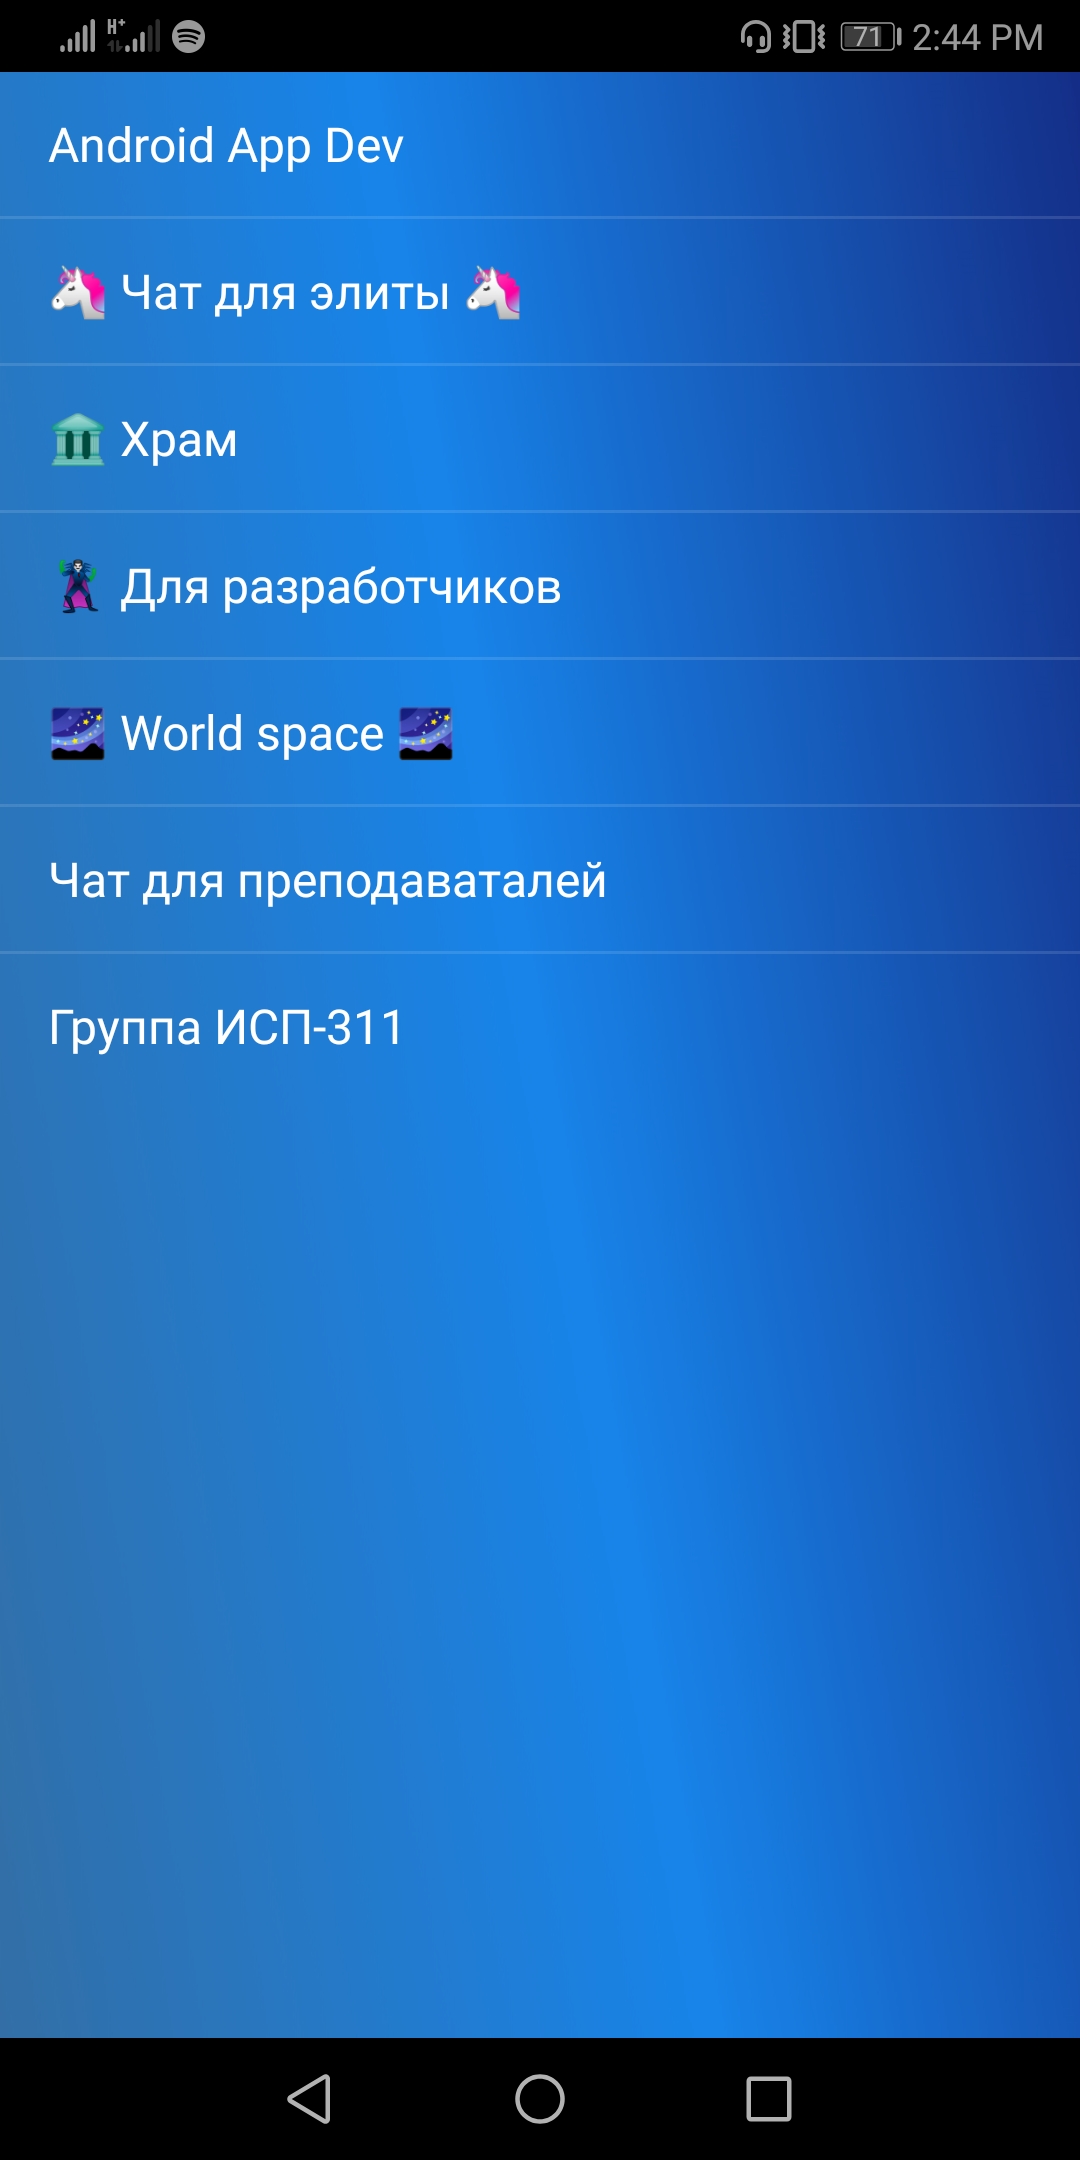 H+ 71 2:44 PM
Android App Dev
🦄 Чат для элиты 🦄
🏛 Храм
🦹 Для разработчиков
🌌 World space 🌌
Чат для преподаваталей
Группа ИСП-311